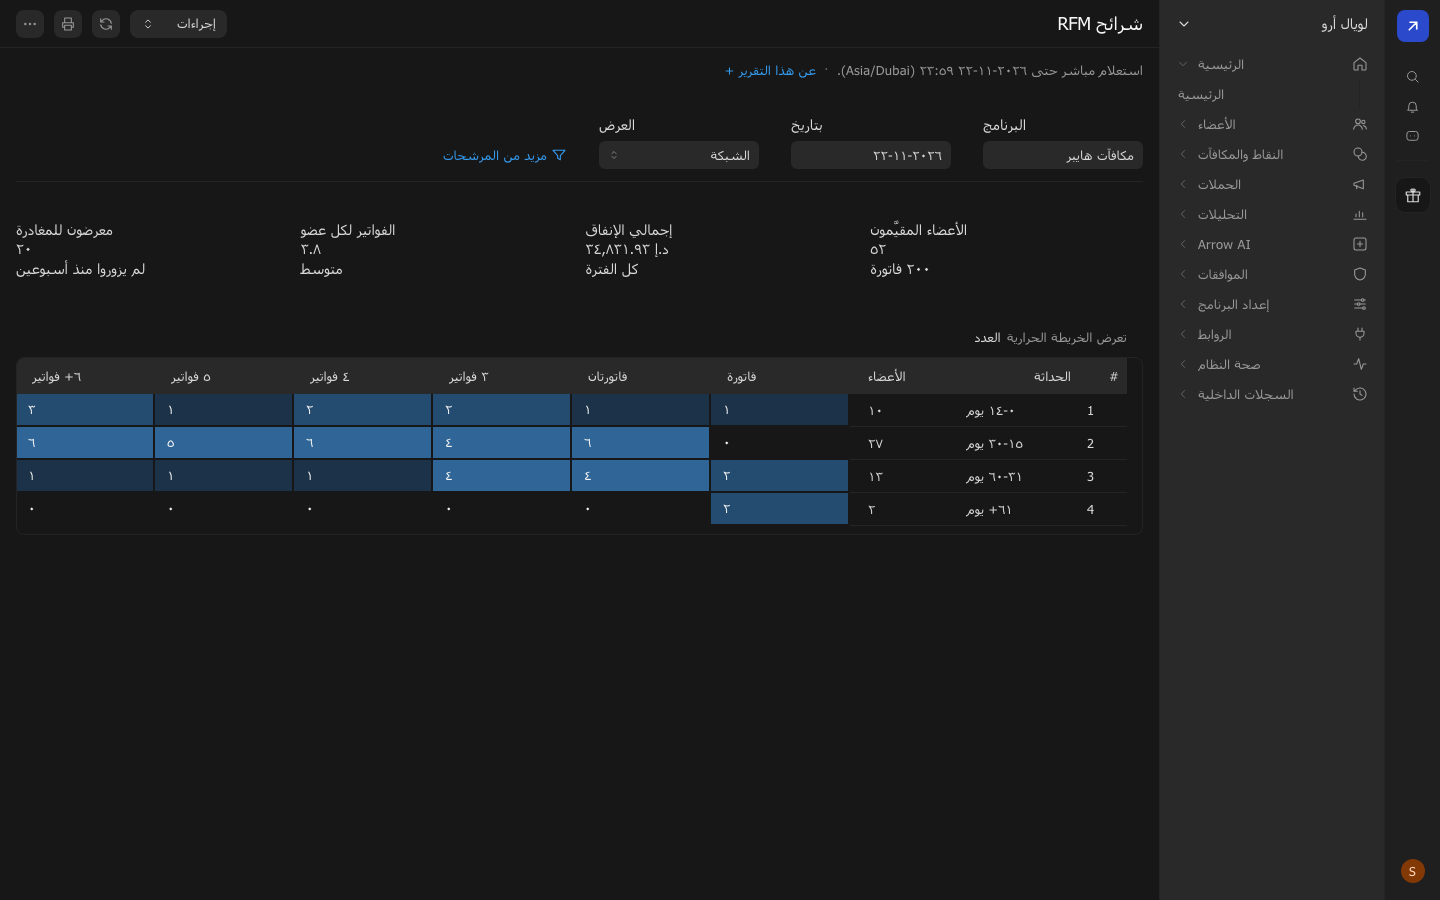 لويال أرو
الرئيسية
الرئيسية
الأعضاء
النقاط والمكافآت
الحملات
التحليلات
Arrow AI
الموافقات
إعداد البرنامج
الروابط
صحة النظام
السجلات الداخلية
S
شرائح RFM
إجراءات
استعلام مباشر حتى ٢٠٢٦-١١-٢٢ ٢٣:٥٩ (Asia/Dubai). · عن هذا التقرير +
البرنامج بتاريخ العرض
مكافآت هايبر ٢٠٢٦-١١-٢٢ الشبكة مزيد من المرشحات
الأعضاء المقيَّمون إجمالي الإنفاق الفواتير لكل عضو معرضون للمغادرة
٥٢ د.إ ٣٤,٨٣١.٩٣ ٣.٨ ٢٠
٢٠٠ فاتورة كل الفترة متوسط لم يزوروا منذ أسبوعين
تعرض الخريطة الحرارية العدد
# الحداثة الأعضاء فاتورة فاتورتان ٣ فواتير ٤ فواتير ٥ فواتير ٦+ فواتير
1 ٠-١٤ يوم ١٠ ١ ١ ٢ ٢ ١ ٣
2 ١٥-٣٠ يوم ٢٧ ٠ ٦ ٤ ٦ ٥ ٦
3 ٣١-٦٠ يوم ١٣ ٢ ٤ ٤ ١ ١ ١
4 ٦١+ يوم ٢ ٢ ٠ ٠ ٠ ٠ ٠